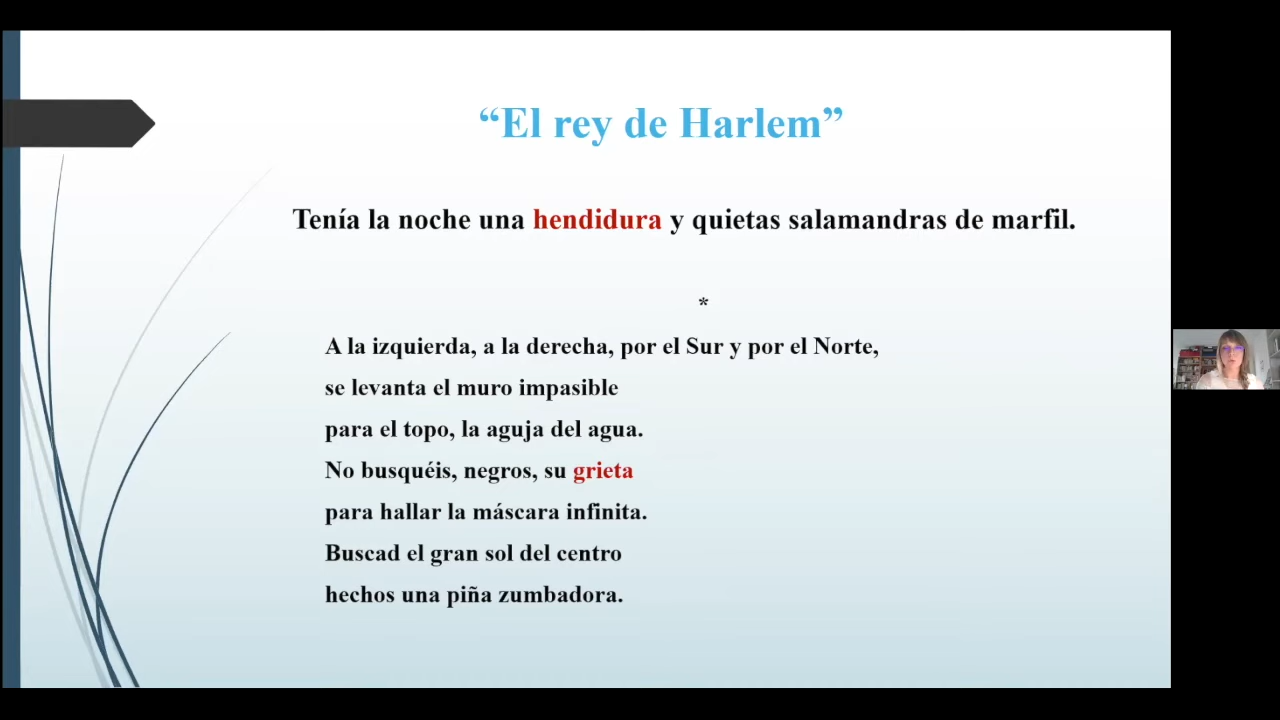 “El rey de Harlem”
Tenía la noche una hendidura y quietas salamandras de marfil.
*
A la izquierda, a la derecha, por el Sur y por el Norte,
se levanta el muro impasible
para el topo, la aguja del agua.
No busquéis, negros, su grieta
para hallar la máscara infinita.
Buscad el gran sol del centro
hechos una piña zumbadora.